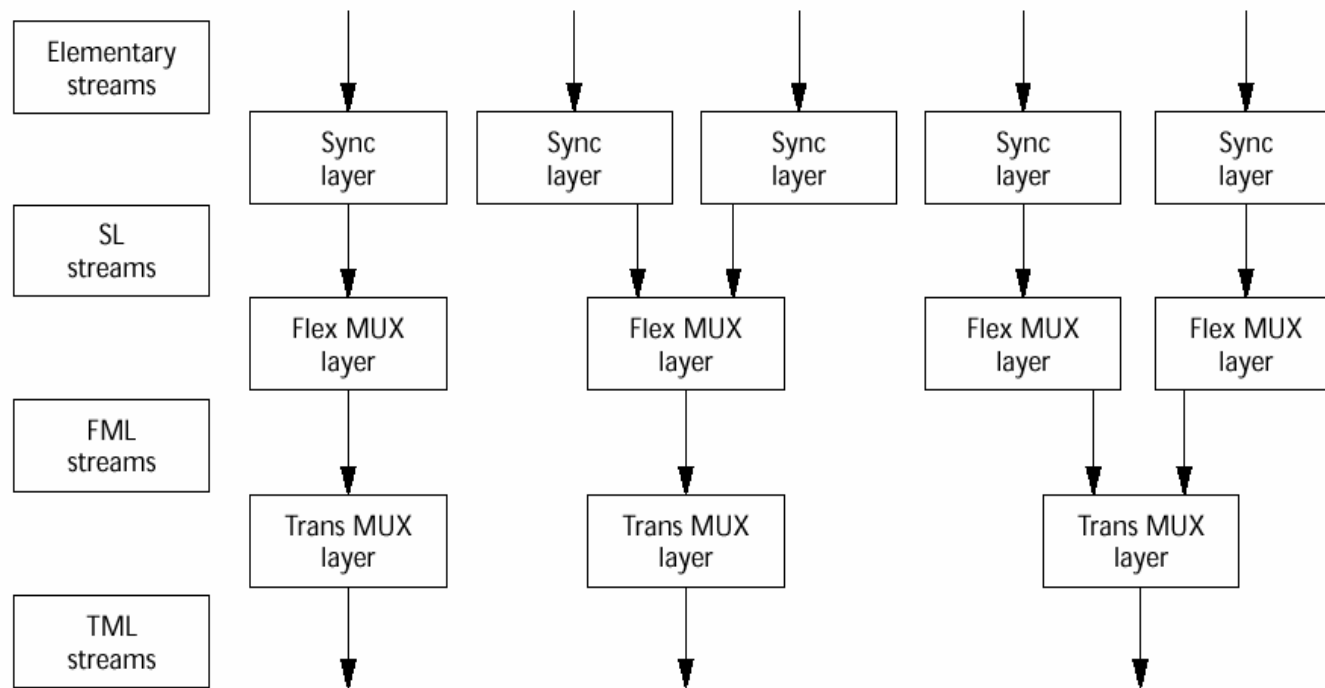 Elementary
streams
Sync
layer
Sync
layer
Sync
layer
Sync
layer
Sync
layer
SL
streams
Flex MUX
layer
Flex MUX
layer
Flex MUX
layer
Flex MUX
layer
FML
streams
Trans MUX
layer
Trans MUX
layer
Trans MUX
layer
TML
streams